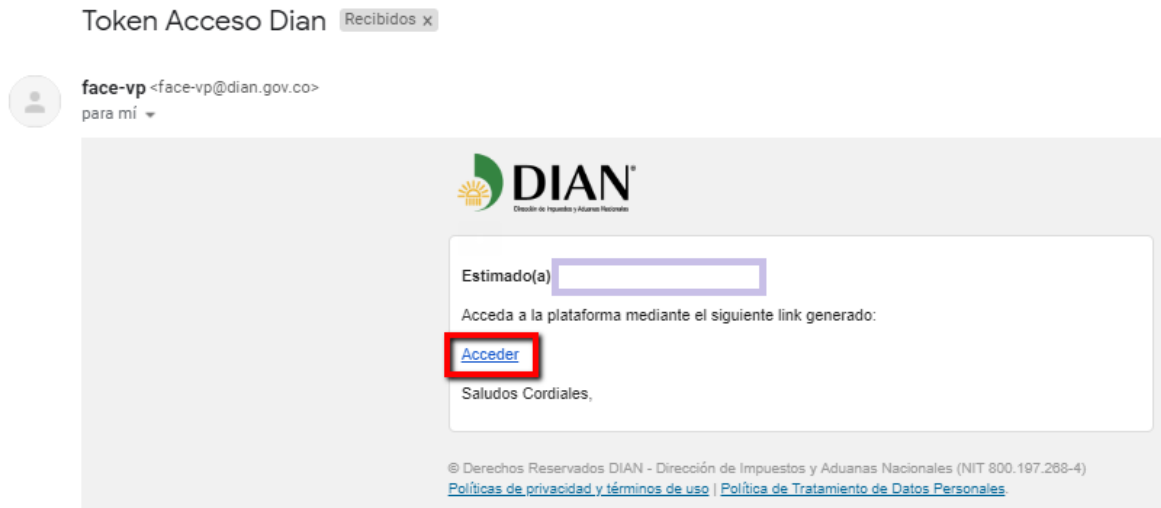 Token Acceso Dian Recibidos x
face-vp <face-vp@dian.gov.co>
para mí
DIAN®
Dirección de Impuestos y Aduanas Nacionales
Estimado(a)
Acceda a la plataforma mediante el siguiente link generado:
Acceder
Saludos Cordiales,
© Derechos Reservados DIAN - Dirección de Impuestos y Aduanas Nacionales (NIT 800.197.268-4)
Políticas de privacidad y términos de uso | Política de Tratamiento de Datos Personales.